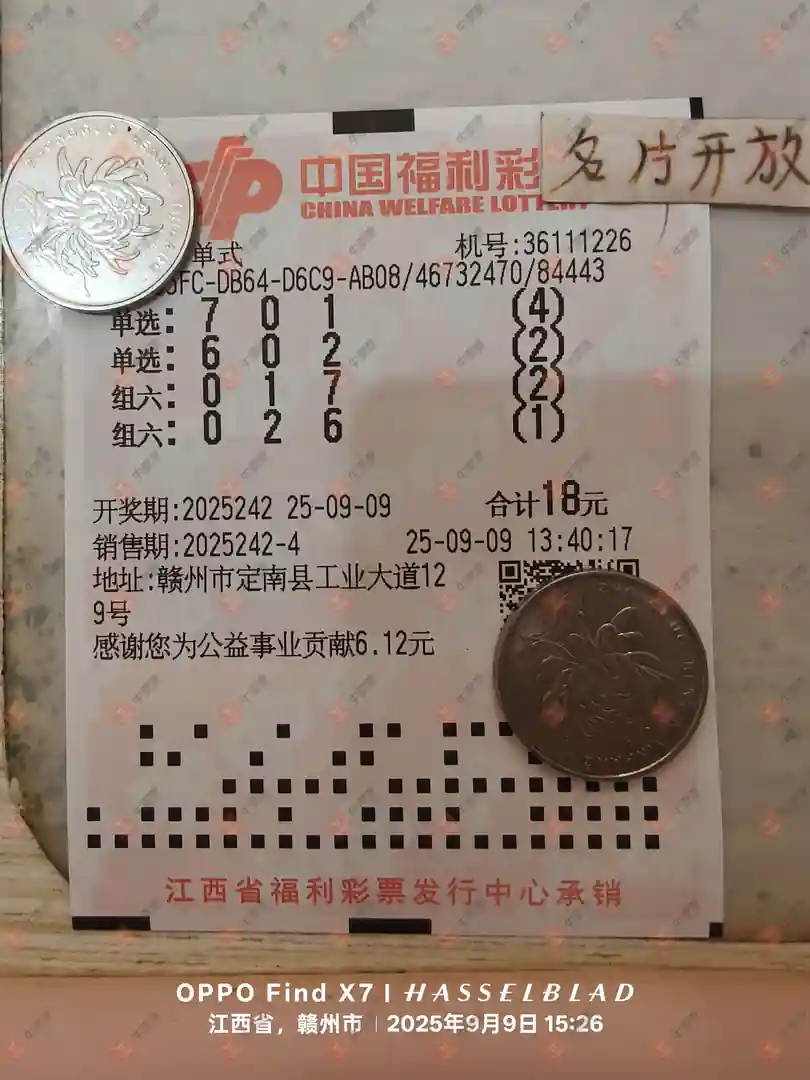 中国福利彩
CHINA WELFARE LOTTERY
名片开放
单式
机号:36111226
FC-DB64-D6C9-AB08/46732470/84443
单选: 7 0 1 (4)
单选: 6 0 2 (2)
组六: 0 1 7 (2)
组六: 0 2 6 (1)
开奖期:2025242 25-09-09 合计18元
销售期:2025242-4 25-09-09 13:40:17
地址:赣州市定南县工业大道12
9号
感谢您为公益事业贡献6.12元
江西省福利彩票发行中心承销
OPPO Find X7 | HASSELBLAD
江西省，赣州市 | 2025年9月9日 15:26